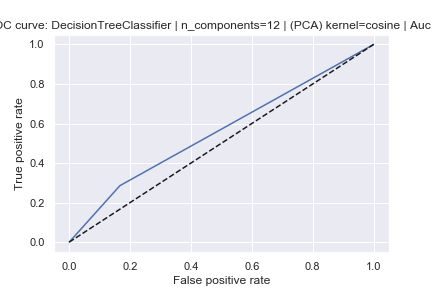 OC curve: DecisionTreeClassifier | n_components=12 | (PCA) kernel=cosine | Auc
1.0
0.8
0.6
0.4
0.2
0.0
True positive rate
0.0 0.2 0.4 0.6 0.8 1.0
False positive rate